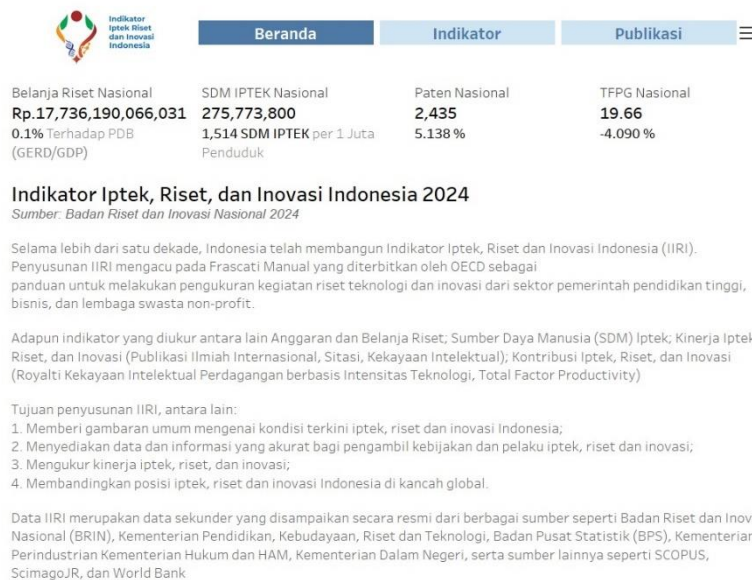 Indikator
Iptek Riset
dan Inovasi
Indonesia
Beranda
Indikator
Publikasi
Belanja Riset Nasional
Rp.17,736,190,066,031
0.1% Terhadap PDB
(GERD/GDP)
SDM IPTEK Nasional
275,773,800
1,514 SDM IPTEK per 1 Juta
Penduduk
Paten Nasional
2,435
5.138 %
TFPG Nasional
19.66
-4.090 %
Indikator Iptek, Riset, dan Inovasi Indonesia 2024
Sumber: Badan Riset dan Inovasi Nasional 2024
Selama lebih dari satu dekade, Indonesia telah membangun Indikator Iptek, Riset dan Inovasi Indonesia (IIRI).
Penyusunan IIRI mengacu pada Frascati Manual yang diterbitkan oleh OECD sebagai
panduan untuk melakukan pengukuran kegiatan riset teknologi dan inovasi dari sektor pemerintah pendidikan tinggi,
bisnis, dan lembaga swasta non-profit.
Adapun indikator yang diukur antara lain Anggaran dan Belanja Riset; Sumber Daya Manusia (SDM) Iptek; Kinerja Iptek
Riset, dan Inovasi (Publikasi Ilmiah Internasional, Sitasi, Kekayaan Intelektual); Kontribusi Iptek, Riset, dan Inovasi
(Royalti Kekayaan Intelektual Perdagangan berbasis Intensitas Teknologi, Total Factor Productivity)
Tujuan penyusunan IIRI, antara lain:
1. Memberi gambaran umum mengenai kondisi terkini iptek, riset dan inovasi Indonesia;
2. Menyediakan data dan informasi yang akurat bagi pengambil kebijakan dan pelaku iptek, riset dan inovasi;
3. Mengukur kinerja iptek, riset, dan inovasi;
4. Membandingkan posisi iptek, riset dan inovasi Indonesia di kancah global.
Data IIRI merupakan data sekunder yang disampaikan secara resmi dari berbagai sumber seperti Badan Riset dan Inov
Nasional (BRIN), Kementerian Pendidikan, Kebudayaan, Riset dan Teknologi, Badan Pusat Statistik (BPS), Kementerian
Perindustrian Kementerian Hukum dan HAM, Kementerian Dalam Negeri, serta sumber lainnya seperti SCOPUS,
ScimagoJR, dan World Bank